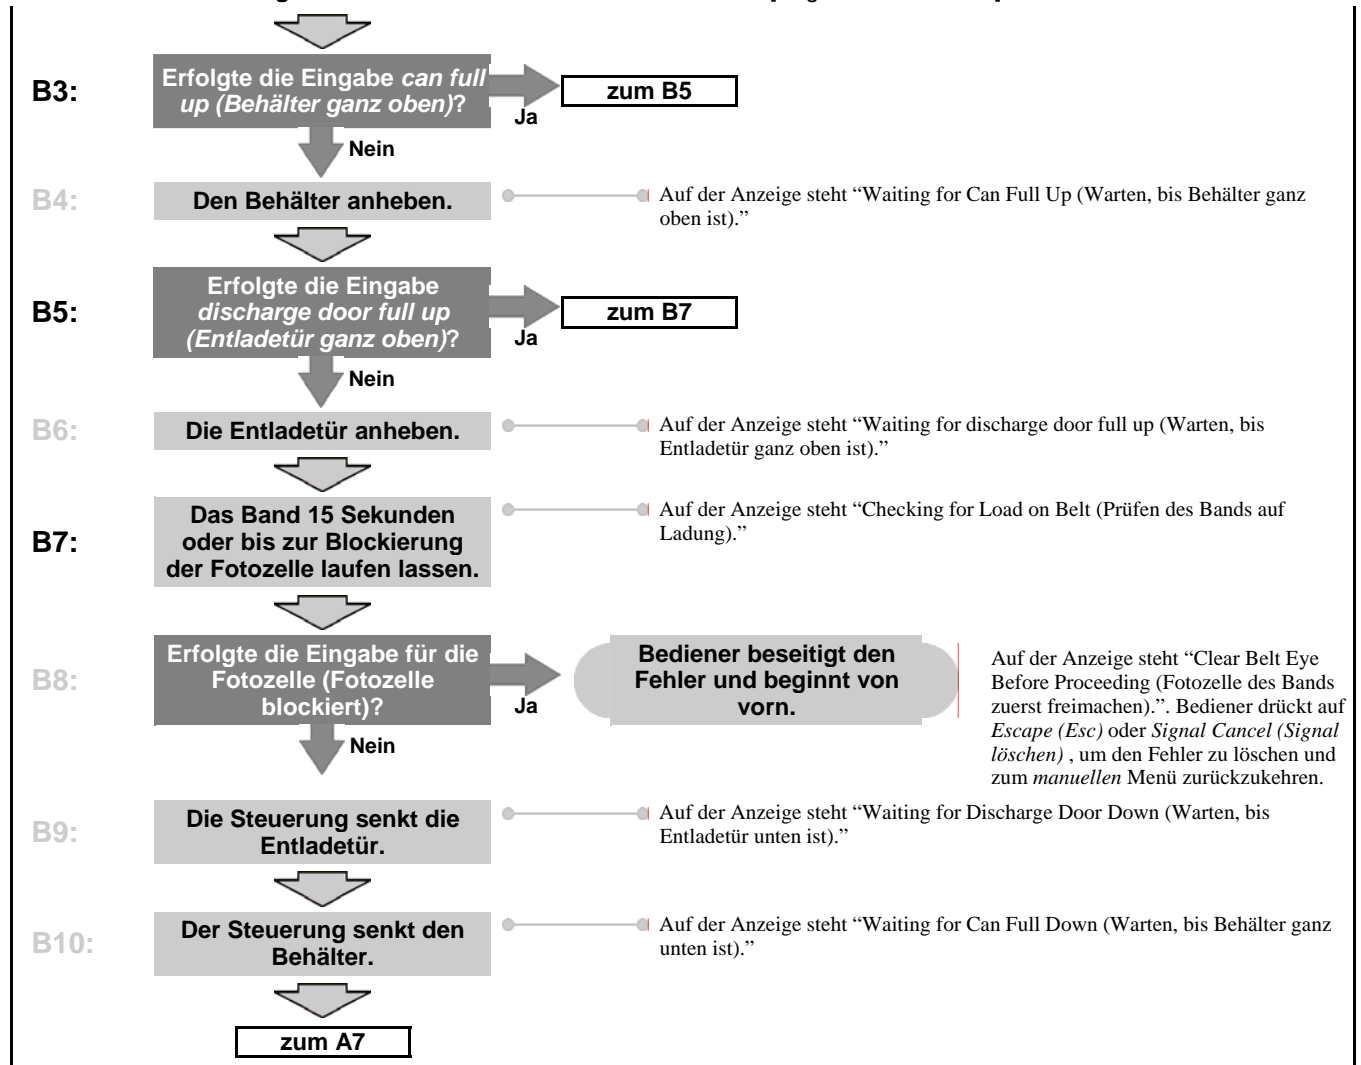 B3:
Erfolgte die Eingabe can full
up (Behälter ganz oben)?
Ja
zum B5
Nein
B4:
Den Behälter anheben.
Auf der Anzeige steht “Waiting for Can Full Up (Warten, bis Behälter ganz
oben ist).”
B5:
Erfolgte die Eingabe
discharge door full up
(Entladetür ganz oben)?
Ja
zum B7
Nein
B6:
Die Entladetür anheben.
Auf der Anzeige steht “Waiting for discharge door full up (Warten, bis
Entladetür ganz oben ist).”
B7:
Das Band 15 Sekunden
oder bis zur Blockierung
der Fotozelle laufen lassen.
Auf der Anzeige steht “Checking for Load on Belt (Prüfen des Bands auf
Ladung).”
B8:
Erfolgte die Eingabe für die
Fotozelle (Fotozelle
blockiert)?
Ja
Bediener beseitigt den
Fehler und beginnt von
vorn.
Auf der Anzeige steht “Clear Belt Eye
Before Proceeding (Fotozelle des Bands
zuerst freimachen).”. Bediener drückt auf
Escape (Esc) oder Signal Cancel (Signal
löschen) , um den Fehler zu löschen und
zum manuellen Menü zurückzukehren.
Nein
B9:
Die Steuerung senkt die
Entladetür.
Auf der Anzeige steht “Waiting for Discharge Door Down (Warten, bis
Entladetür unten ist).”
B10:
Der Steuerung senkt den
Behälter.
Auf der Anzeige steht “Waiting for Can Full Down (Warten, bis Behälter ganz
unten ist).”
zum A7